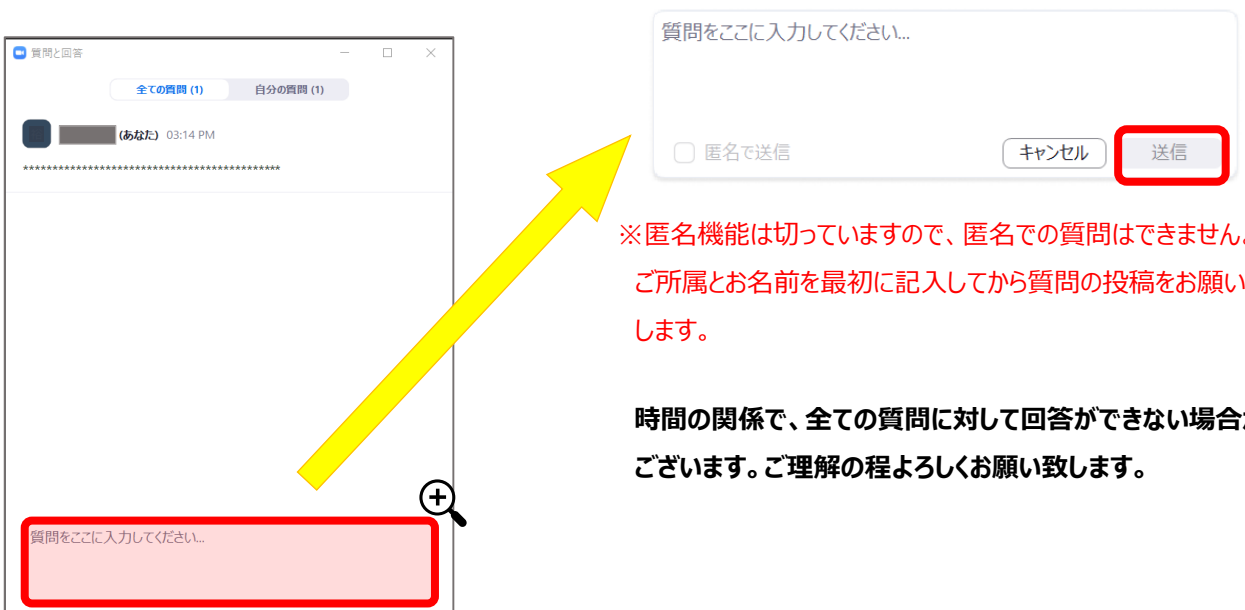 質問と回答
全ての質問 (1)
自分の質問 (1)
(あなた) 03:14 PM
*******************************************
質問をここに入力してください...
質問をここに入力してください...
匿名で送信
キャンセル
送信
※匿名機能は切っていますので、匿名での質問はできません。
ご所属とお名前を最初に記入してから質問の投稿をお願い
します。
時間の関係で、全ての質問に対して回答ができない場合が
ございます。ご理解の程よろしくお願い致します。